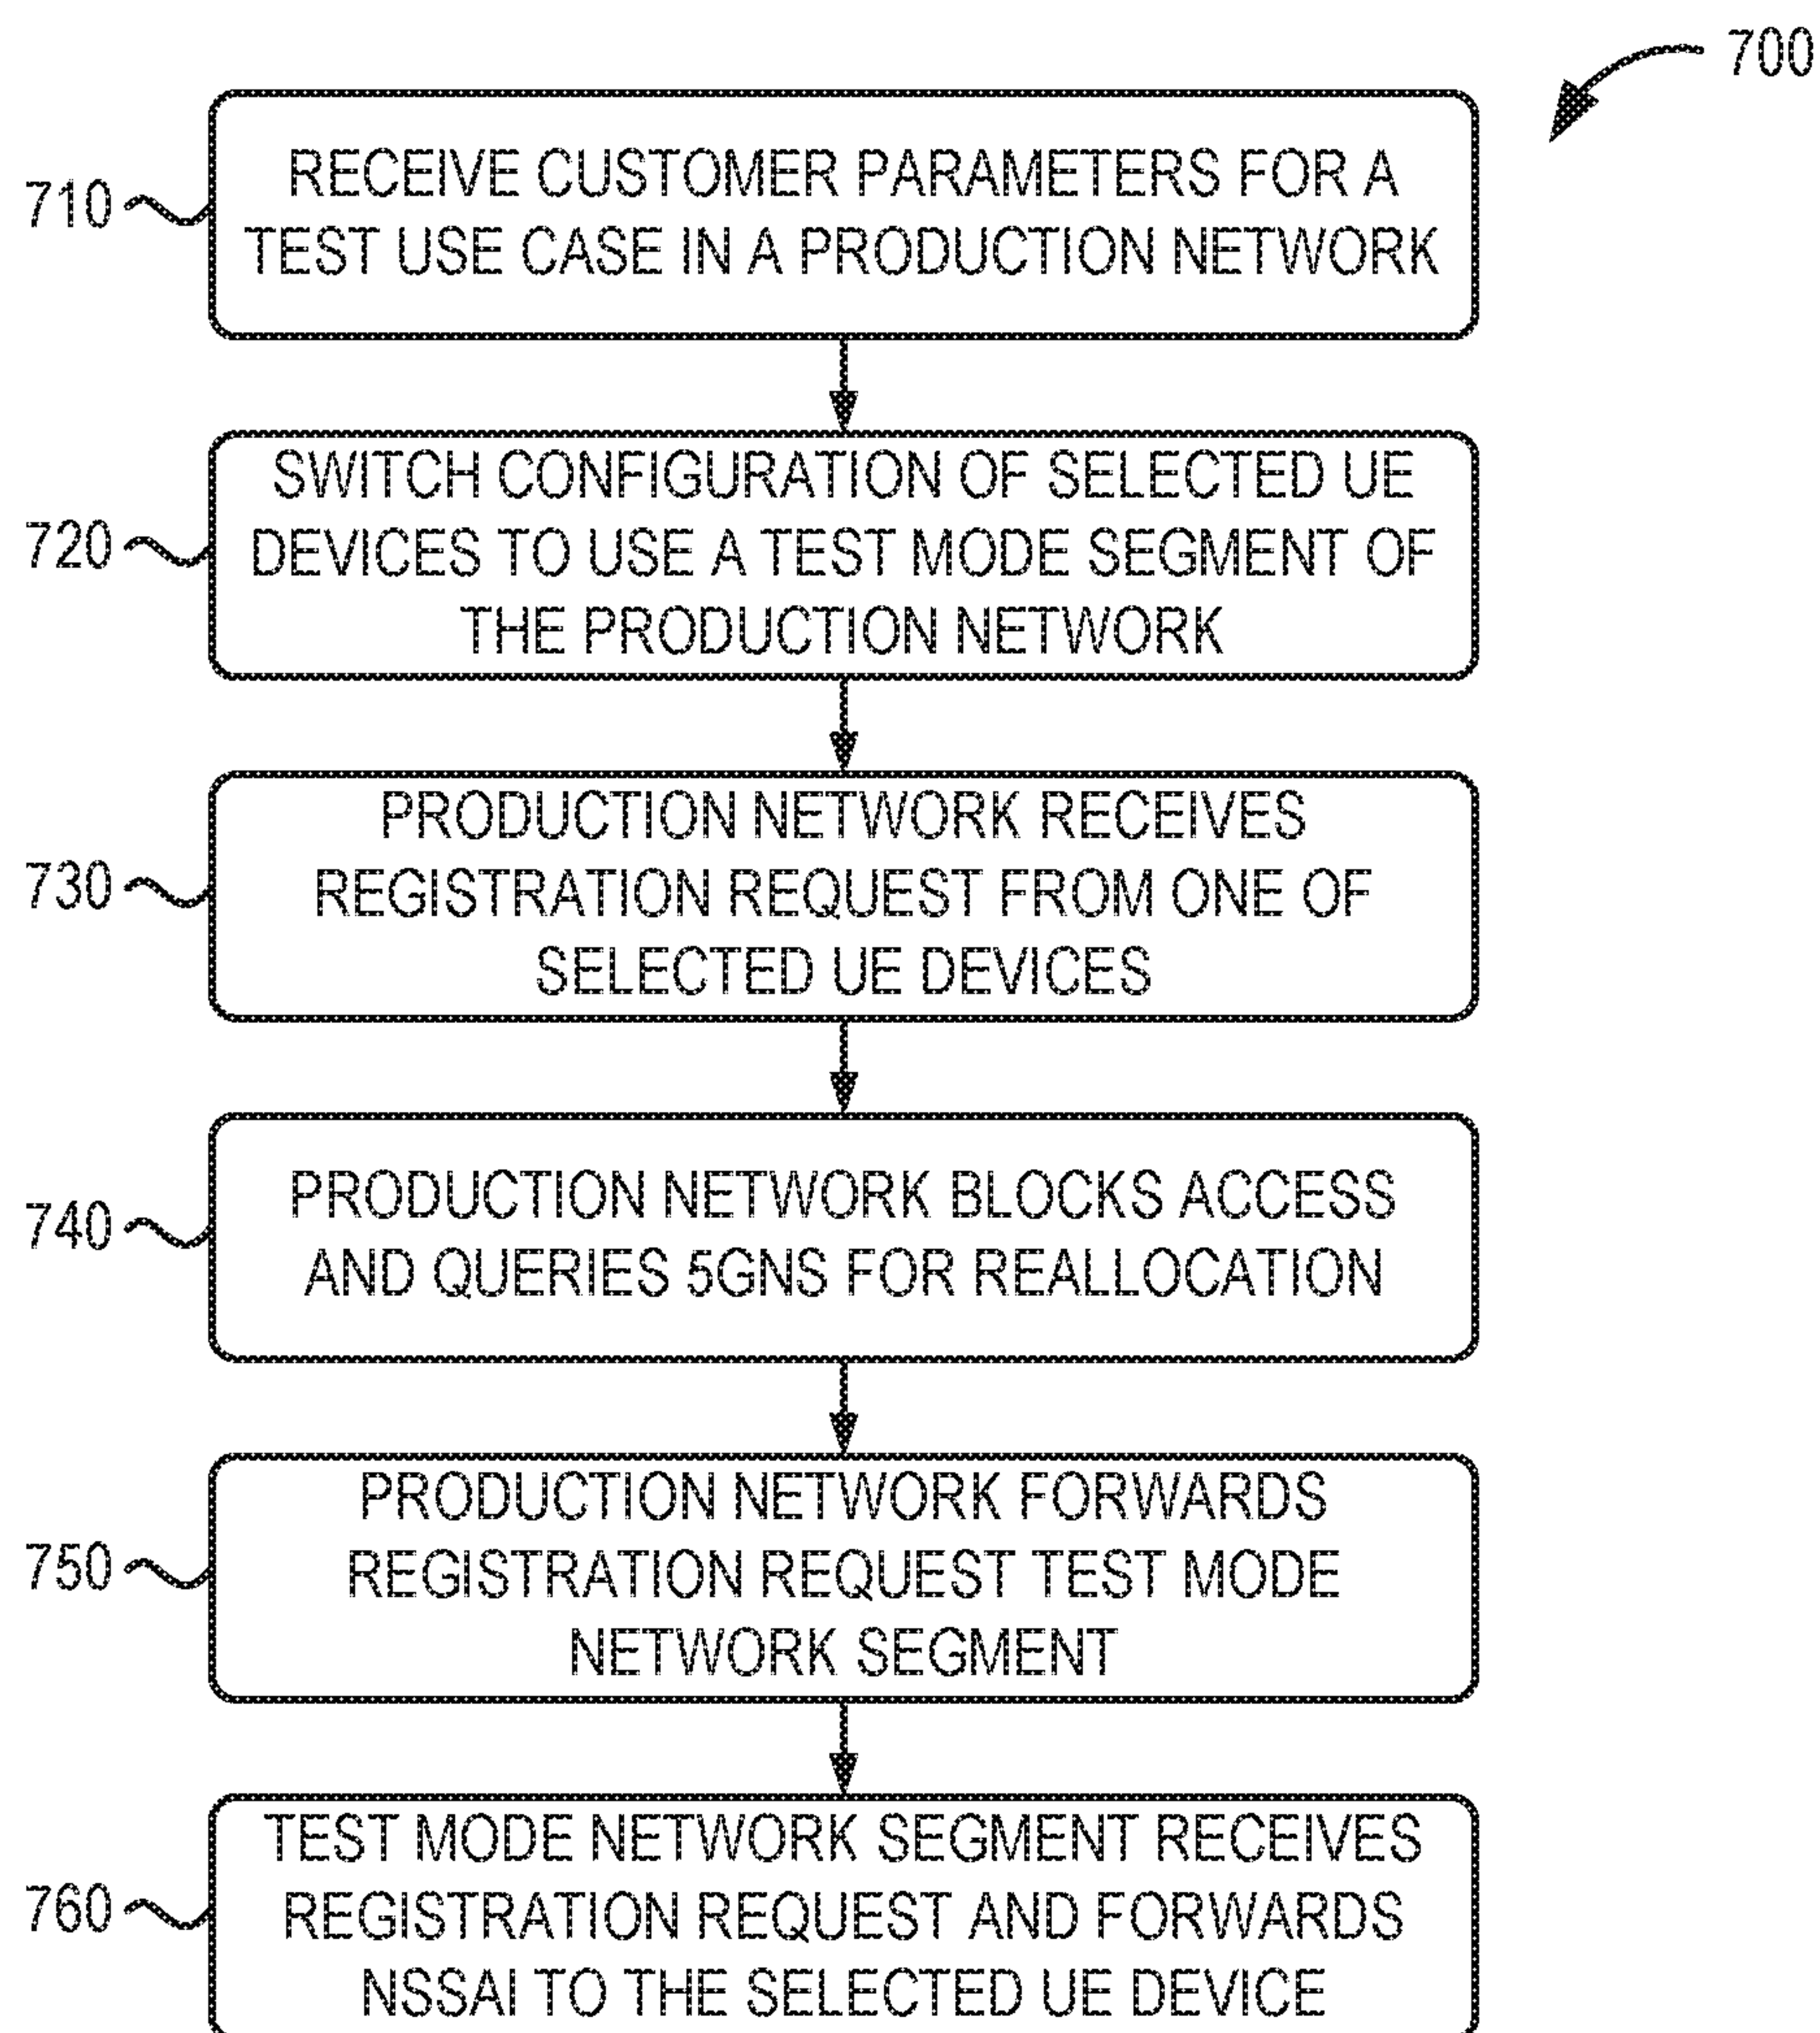 700
710
RECEIVE CUSTOMER PARAMETERS FOR A
TEST USE CASE IN A PRODUCTION NETWORK
720
SWITCH CONFIGURATION OF SELECTED UE
DEVICES TO USE A TEST MODE SEGMENT OF
THE PRODUCTION NETWORK
730
PRODUCTION NETWORK RECEIVES
REGISTRATION REQUEST FROM ONE OF
SELECTED UE DEVICES
740
PRODUCTION NETWORK BLOCKS ACCESS
AND QUERIES 5GNS FOR REALLOCATION
750
PRODUCTION NETWORK FORWARDS
REGISTRATION REQUEST TEST MODE
NETWORK SEGMENT
760
TEST MODE NETWORK SEGMENT RECEIVES
REGISTRATION REQUEST AND FORWARDS
NSSAI TO THE SELECTED UE DEVICE